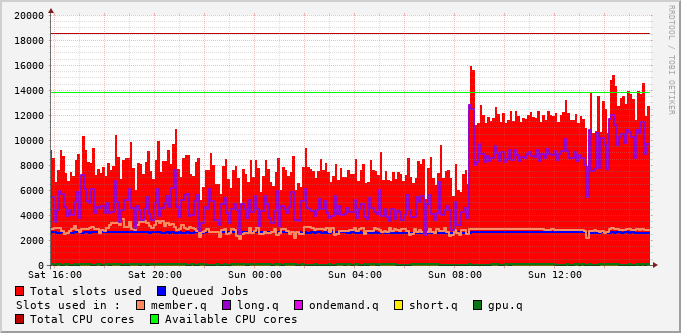 20000
18000
16000
14000
12000
10000
8000
6000
4000
2000
0
Sat 16:00 Sat 20:00 Sun 00:00 Sun 04:00 Sun 08:00 Sun 12:00
Total slots used Queued Jobs
Slots used in : member.q long.q ondemand.q short.q gpu.q
Total CPU cores Available CPU cores
RRDTOOL / TOBI OETIKER